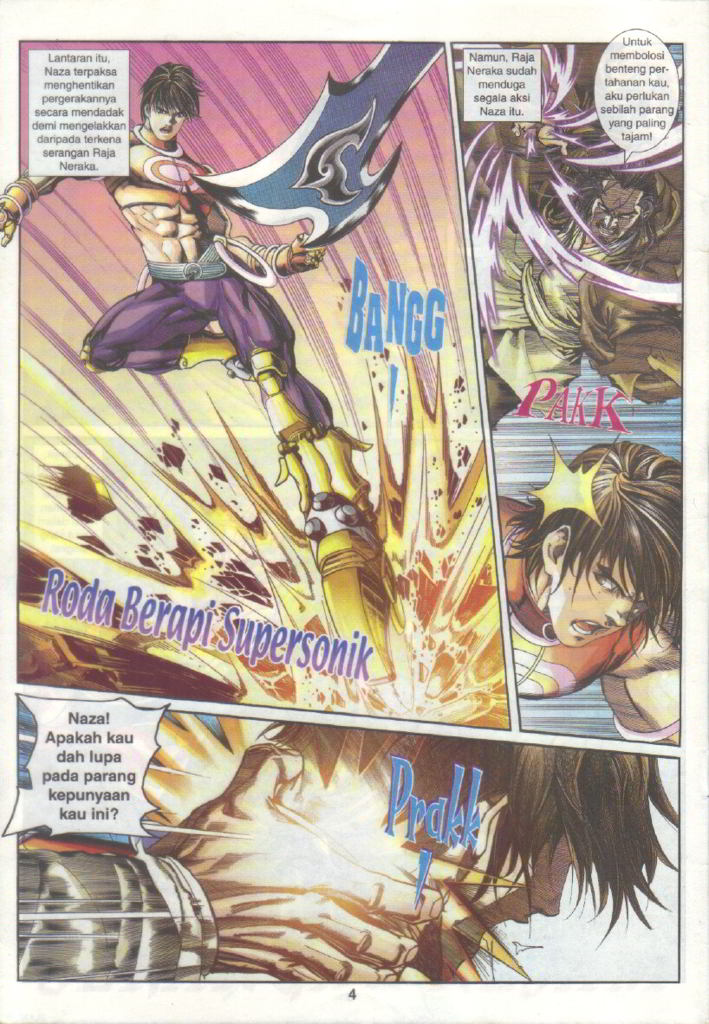 Lantaran itu,
Naza terpaksa
menghentikan
pergerakannya
secara mendadak
demi mengelakkan
daripada terkena
serangan Raja
Neraka.
BANGG
!
Roda Berapi Supersonik
Namun, Raja
Neraka sudah
menduga
segala aksi
Naza itu.
Untuk
membolosi
benteng per-
tahanan kau,
aku perlukan
sebilah parang
yang paling
tajam!
PAKK
Naza!
Apakah kau
dah lupa
pada parang
kepunyaan
kau ini?
Prakk
!
4